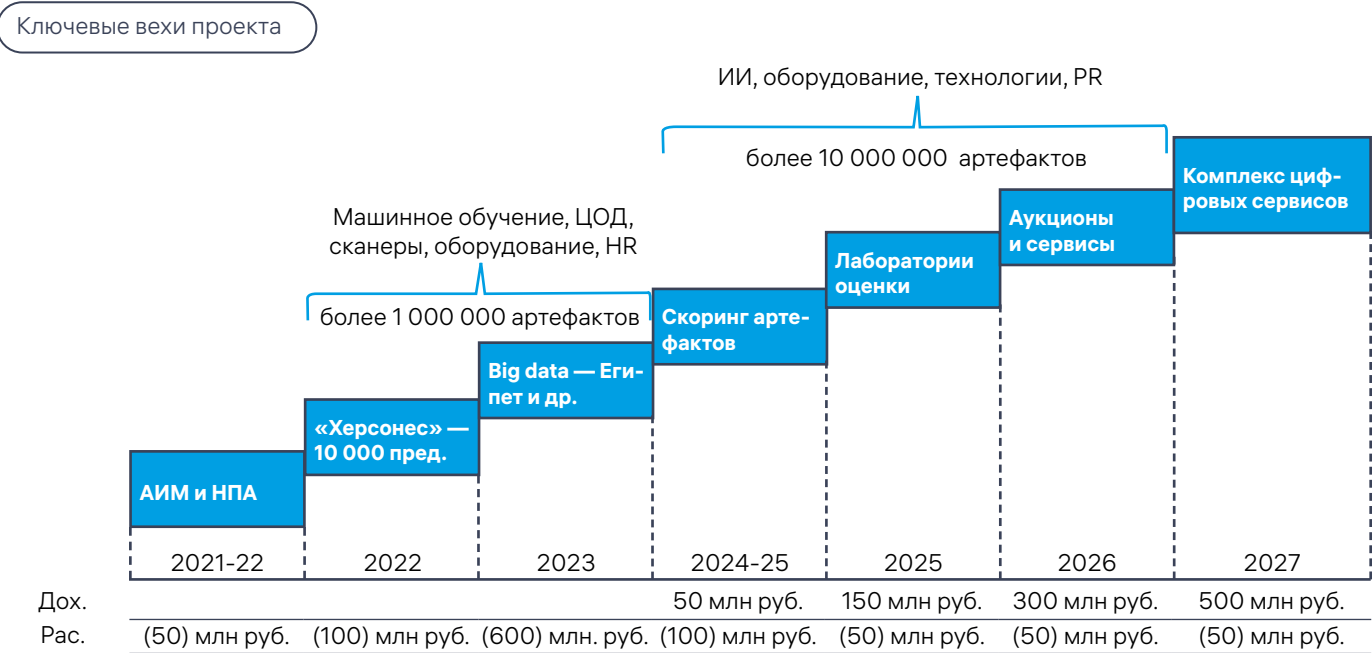 Ключевые вехи проекта
ИИ, оборудование, технологии, PR
более 10 000 000 артефактов
Машинное обучение, ЦОД,
сканеры, оборудование, HR
более 1 000 000 артефактов
АИМ и НПА
«Херсонес» —
10 000 пред.
Big data — Еги-
пет и др.
Скоринг арте-
фактов
Лаборатории
оценки
Аукционы
и сервисы
Комплекс циф-
ровых сервисов
2021-22 2022 2023 2024-25 2025 2026 2027
Дох. 50 млн руб. 150 млн руб. 300 млн руб. 500 млн руб.
Рас. (50) млн руб. (100) млн руб. (600) млн. руб. (100) млн руб. (50) млн руб. (50) млн руб. (50) млн руб.